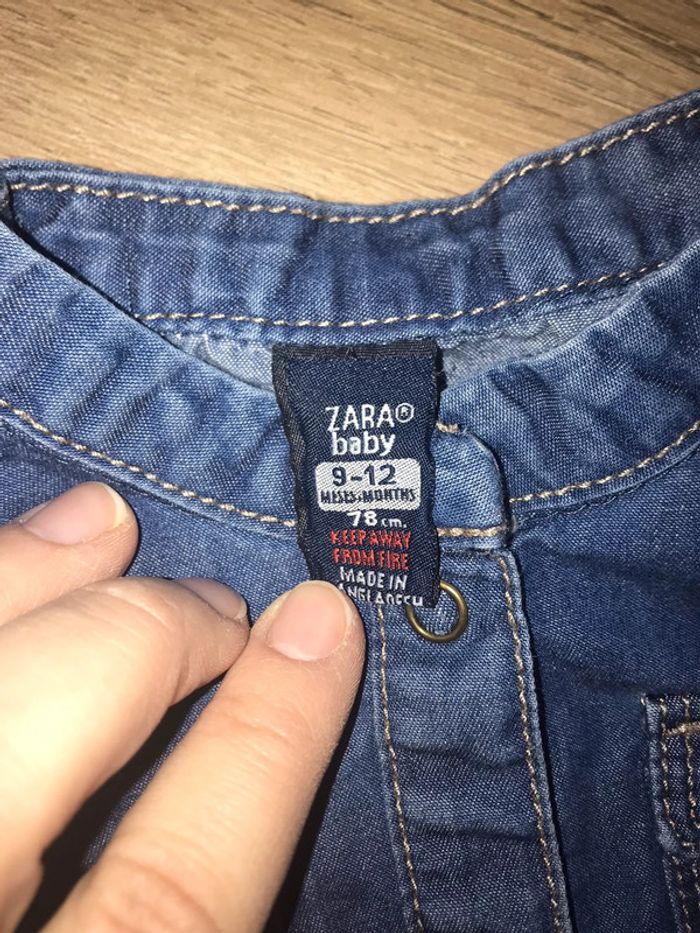 ZARA®
baby
9-12
MESES-MONTHS
78 cm.
KEEP AWAY
FROM FIRE
MADE IN